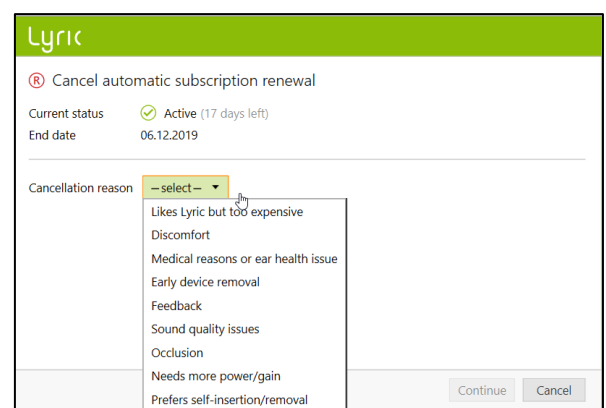 Lyric
R Cancel automatic subscription renewal
Current status Active (17 days left)
End date 06.12.2019
Cancellation reason –select–
Likes Lyric but too expensive
Discomfort
Medical reasons or ear health issue
Early device removal
Feedback
Sound quality issues
Occlusion
Needs more power/gain
Prefers self-insertion/removal
Continue Cancel